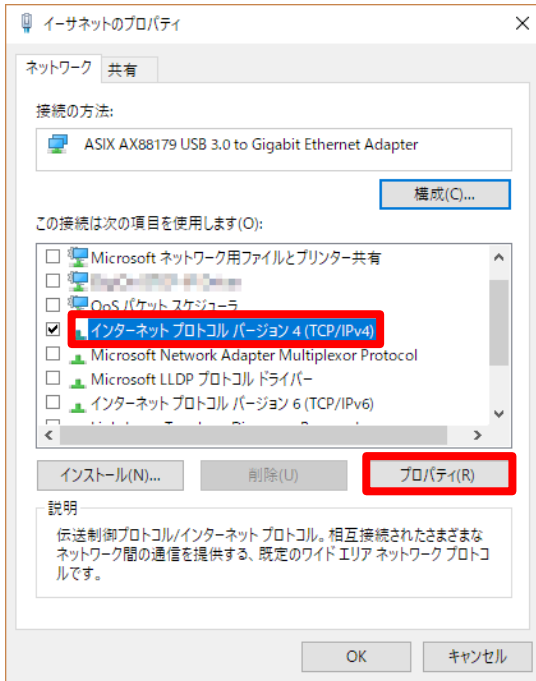 イーサネットのプロパティ
ネットワーク 共有
接続の方法:
ASIX AX88179 USB 3.0 to Gigabit Ethernet Adapter
構成(C)...
この接続は次の項目を使用します(O):
Microsoft ネットワーク用ファイルとプリンター共有
QoS パケット スケジューラ
インターネット プロトコル バージョン 4 (TCP/IPv4)
Microsoft Network Adapter Multiplexor Protocol
Microsoft LLDP プロトコル ドライバー
インターネット プロトコル バージョン 6 (TCP/IPv6)
インストール(N)... 削除(U) プロパティ(R)
説明
伝送制御プロトコル/インターネット プロトコル。相互接続されたさまざまな
ネットワーク間の通信を提供する、既定のワイド エリア ネットワーク プロトコ
ルです。
OK キャンセル